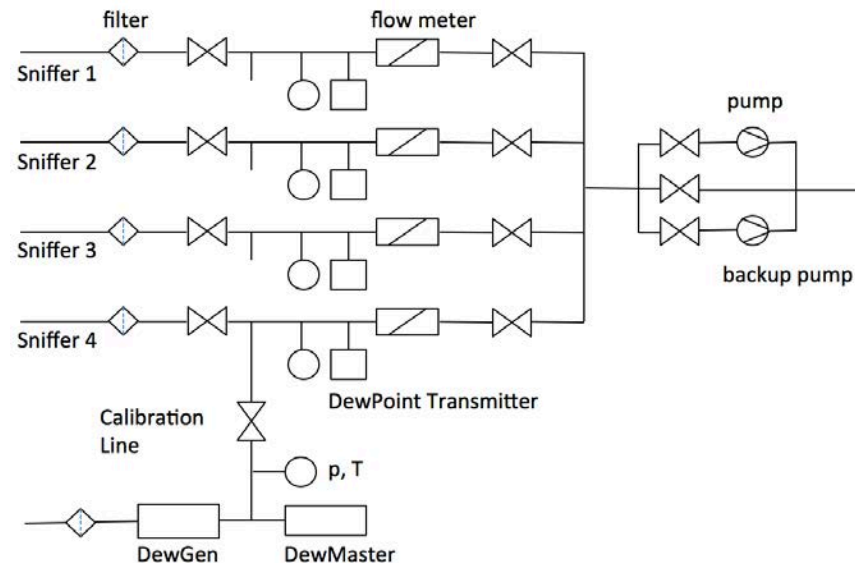 filter
flow meter
Sniffer 1
pump
Sniffer 2
Sniffer 3
backup pump
Sniffer 4
DewPoint Transmitter
Calibration
Line
p, T
DewGen
DewMaster